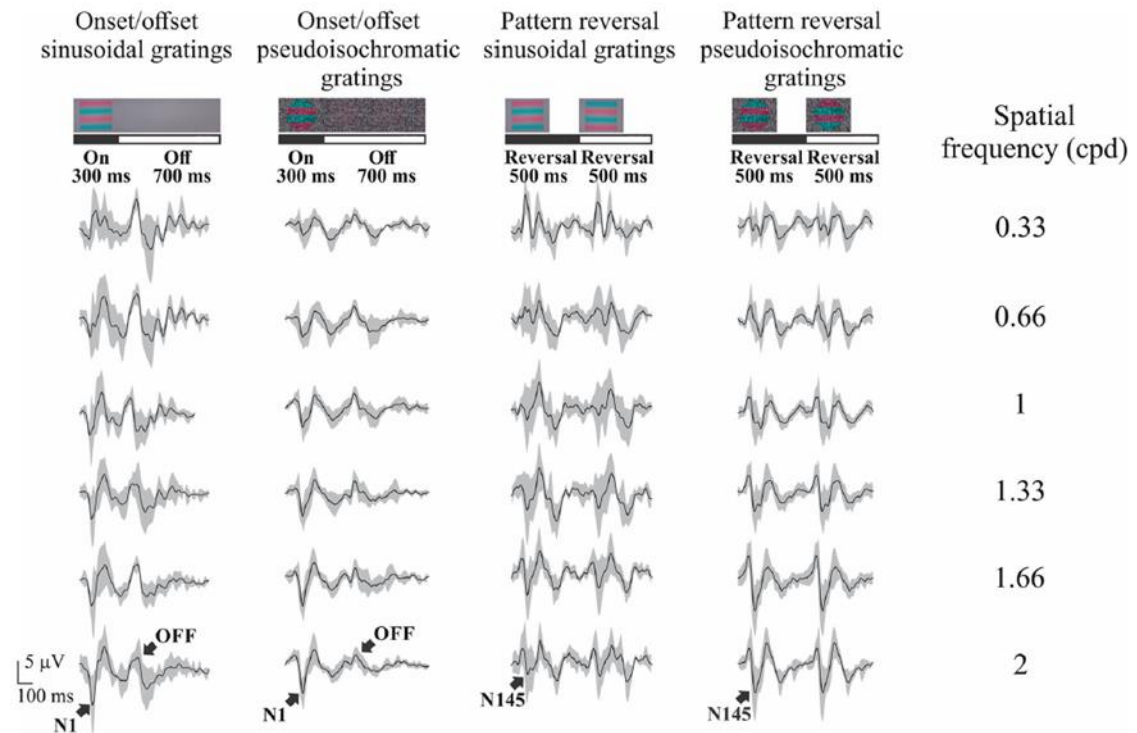 Onset/offset
sinusoidal gratings
Onset/offset
pseudoisochromatic
gratings
Pattern reversal
sinusoidal gratings
Pattern reversal
pseudoisochromatic
gratings
Spatial
frequency (cpd)
On Off
300 ms 700 ms
On Off
300 ms 700 ms
Reversal Reversal
500 ms 500 ms
Reversal Reversal
500 ms 500 ms
0.33
0.66
1
1.33
1.66
2
OFF
OFF
5 μV
100 ms
N1
N1
N145
N145